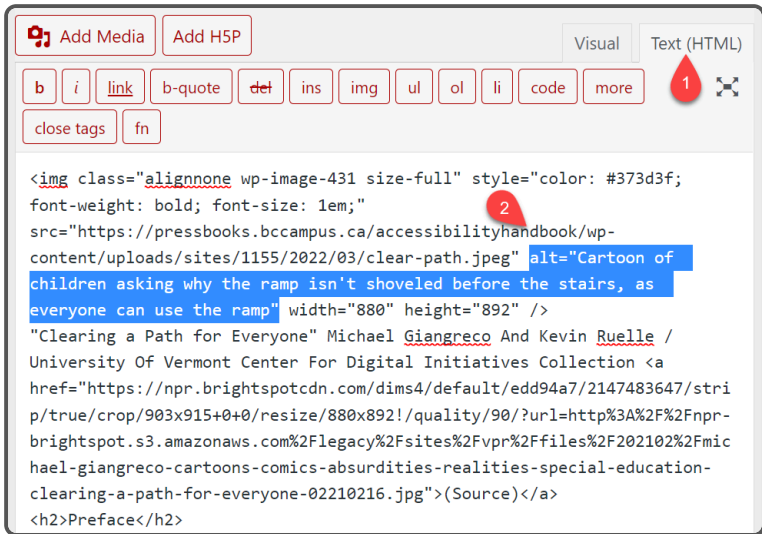 Add Media Add H5P
Visual Text (HTML)
b i link b-quote del ins img ul ol li code more
1
close tags fn
<img class="alignnone wp-image-431 size-full" style="color: #373d3f;
font-weight: bold; font-size: 1em;"
2
src="https://pressbooks.bccampus.ca/accessibilityhandbook/wp-
content/uploads/sites/1155/2022/03/clear-path.jpeg" alt="Cartoon of
children asking why the ramp isn't shoveled before the stairs, as
everyone can use the ramp" width="880" height="892" />
"Clearing a Path for Everyone" Michael Giangreco And Kevin Ruelle /
University Of Vermont Center For Digital Initiatives Collection <a
href="https://npr.brightspotcdn.com/dims4/default/edd94a7/2147483647/stri
p/true/crop/903x915+0+0/resize/880x892!/quality/90/?url=http%3A%2F%2Fnpr-
brightspot.s3.amazonaws.com%2Flegacy%2Fsites%2Fvpr%2Ffiles%2F202102%2Fmic
hael-giangreco-cartoons-comics-absurdities-realities-special-education-
clearing-a-path-for-everyone-02210216.jpg">(Source)</a>
<h2>Preface</h2>